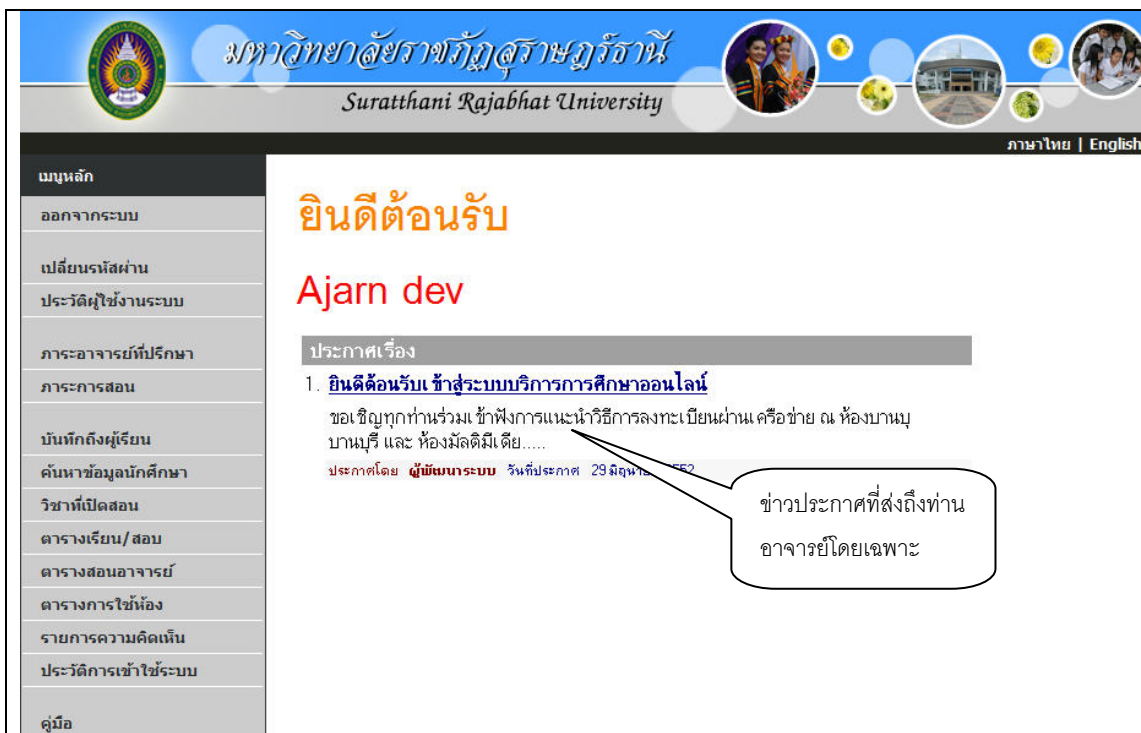 มหาวิทยาลัยราชภัฏสุราษฎร์ธานี
Suratthani Rajabhat University
ภาษาไทย | English
เมนูหลัก
ออกจากระบบ
เปลี่ยนรหัสผ่าน
ประวัติผู้ใช้งานระบบ
ภาระอาจารย์ที่ปรึกษา
ภาระการสอน
บันทึกถึงผู้เรียน
ค้นหาข้อมูลนักศึกษา
วิชาที่เปิดสอน
ตารางเรียน/สอบ
ตารางสอนอาจารย์
ตารางการใช้ห้อง
รายการความคิดเห็น
ประวัติการเข้าใช้ระบบ
คู่มือ
ยินดีต้อนรับ
Ajarn dev
ประกาศเรื่อง
1. ยินดีต้อนรับเข้าสู่ระบบบริการการศึกษาออนไลน์
ขอเชิญทุกท่านร่วมเข้าฟังการแนะนำวิธีการลงทะเบียนผ่านเครือข่าย ณ ห้องบานบุ
บานบุรี และ ห้องมัลติมีเดีย.....
ประกาศโดย ผู้พัฒนาระบบ วันที่ประกาศ 29
ข่าวประกาศที่ส่งถึงท่าน
อาจารย์โดยเฉพาะ